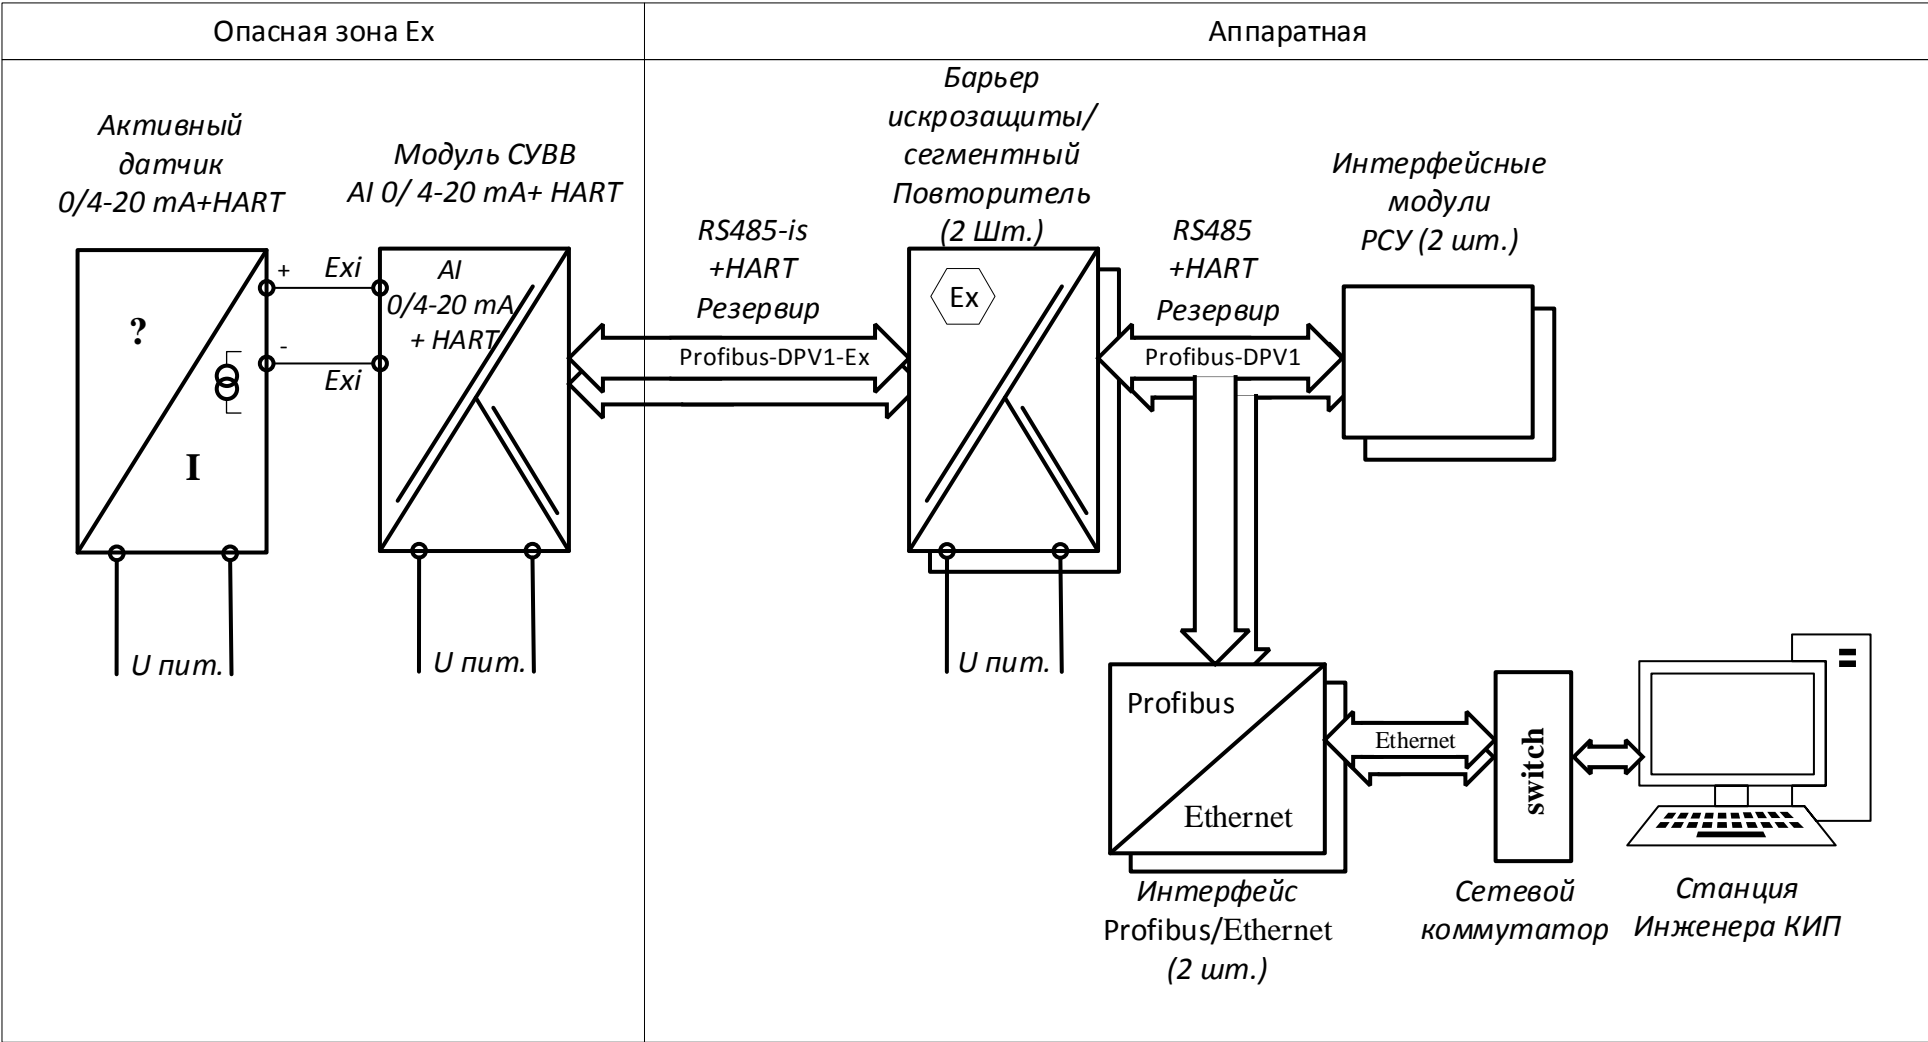 Опасная зона Ex
Аппаратная
Активный
датчик
0/4-20 mA+HART
Модуль СУВВ
AI 0/ 4-20 mA+ HART
Барьер
искрозащиты/
сегментный
Повторитель
(2 Шт.)
Интерфейсные
модули
РСУ (2 шт.)
RS485-is
+HART
Резервир
RS485
+HART
Резервир
?
I
+
-
Exi
Exi
AI
0/4-20 mA
+ HART
Profibus-DPV1-Ex
Ex
Profibus-DPV1
U пит.
U пит.
U пит.
Profibus
Ethernet
Ethernet
switch
Интерфейс
Profibus/Ethernet
(2 шт.)
Сетевой
коммутатор
Станция
Инженера КИП